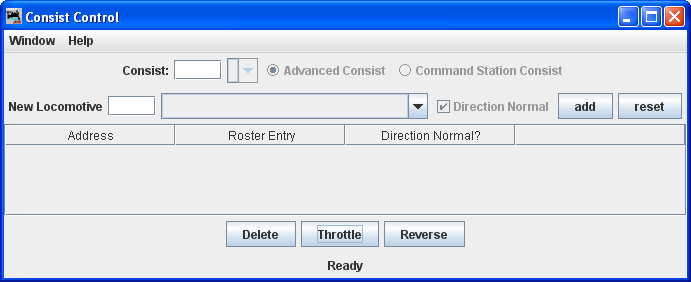 Consist Control
Window Help
Consist: Advanced Consist Command Station Consist
New Locomotive Direction Normal add reset
Address Roster Entry Direction Normal?
Delete Throttle Reverse
Ready